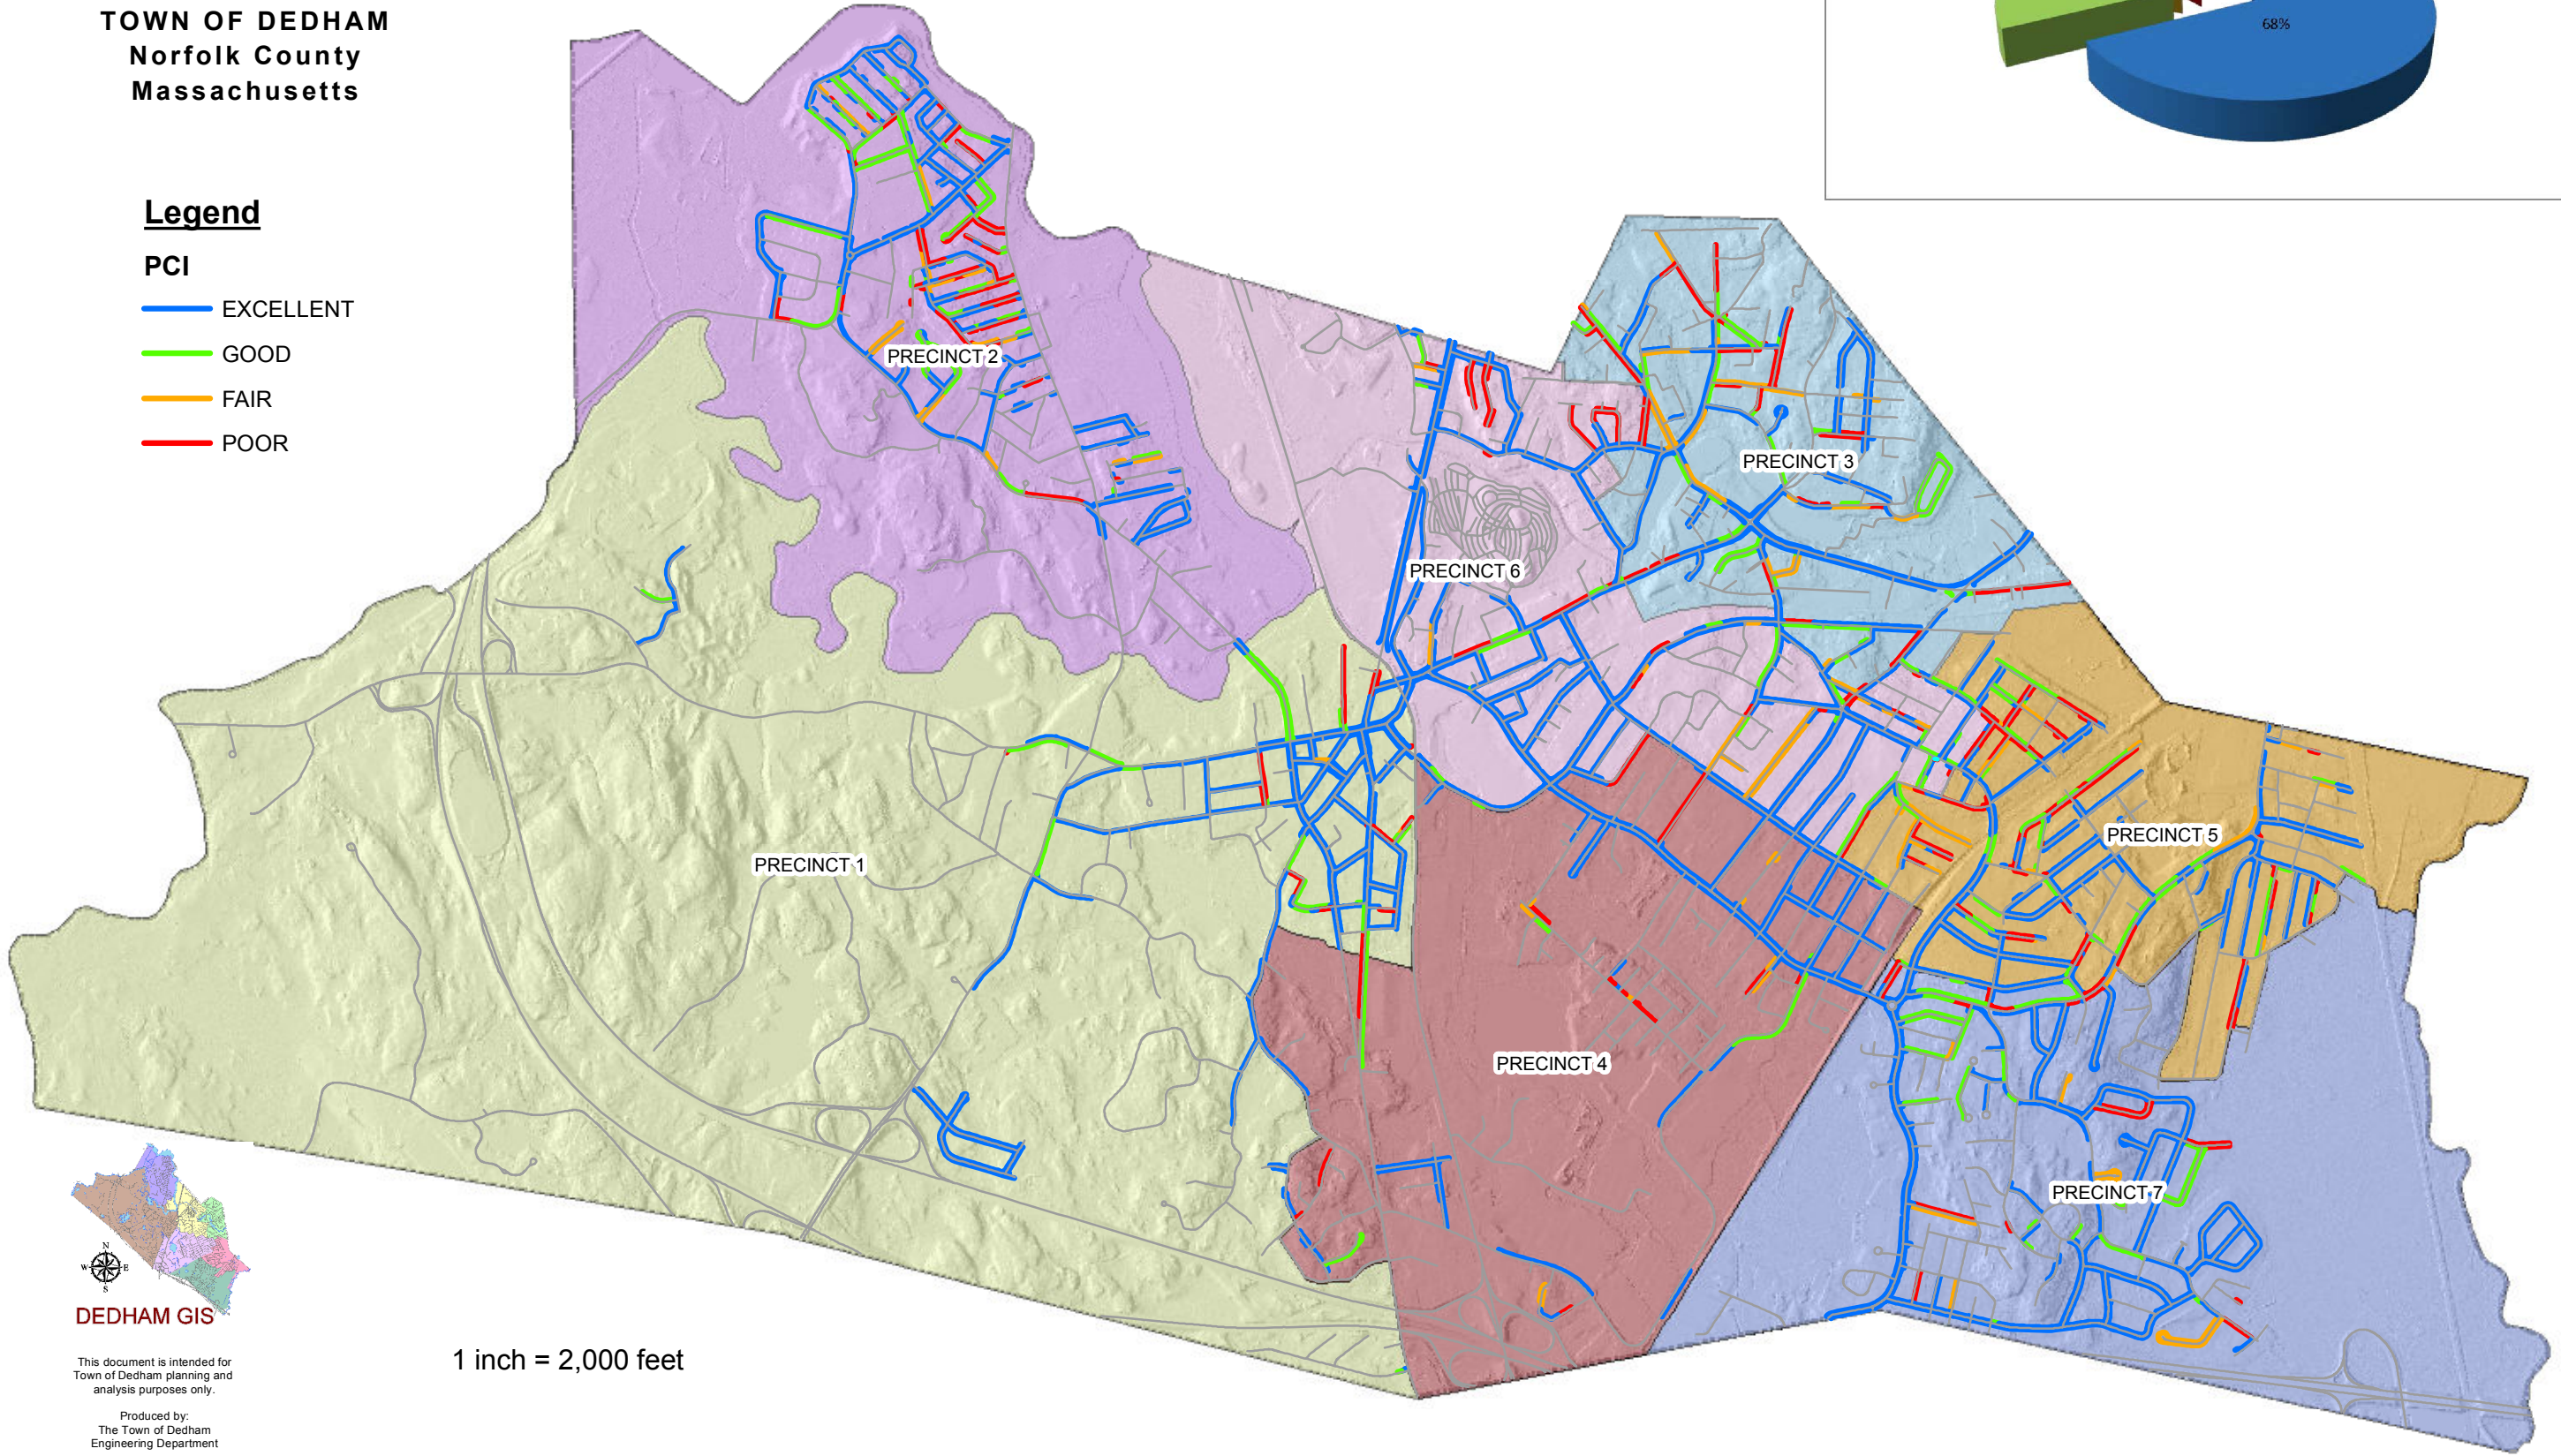 TOWN OF DEDHAM
Norfolk County
Massachusetts
68%
Legend
PCI
EXCELLENT
GOOD
FAIR
POOR
PRECINCT 2
PRECINCT 3
PRECINCT 6
PRECINCT 5
PRECINCT 1
PRECINCT 4
PRECINCT 7
N
W
E
S
DEDHAM GIS
1 inch = 2,000 feet
This document is intended for
Town of Dedham planning and
analysis purposes only.
Produced by:
The Town of Dedham
Engineering Department